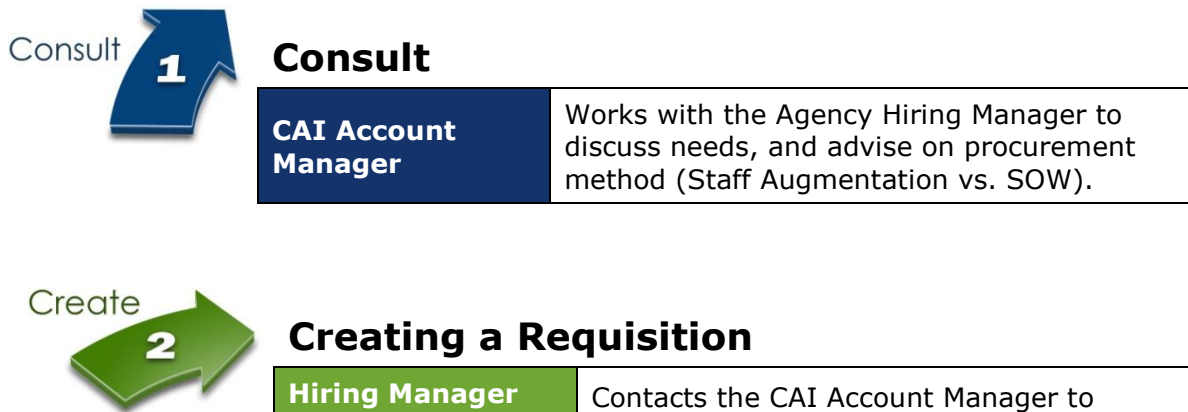 Consult
1
Consult
CAI Account
Manager
Works with the Agency Hiring Manager to
discuss needs, and advise on procurement
method (Staff Augmentation vs. SOW).
Create
2
Creating a Requisition
Hiring Manager
Contacts the CAI Account Manager to